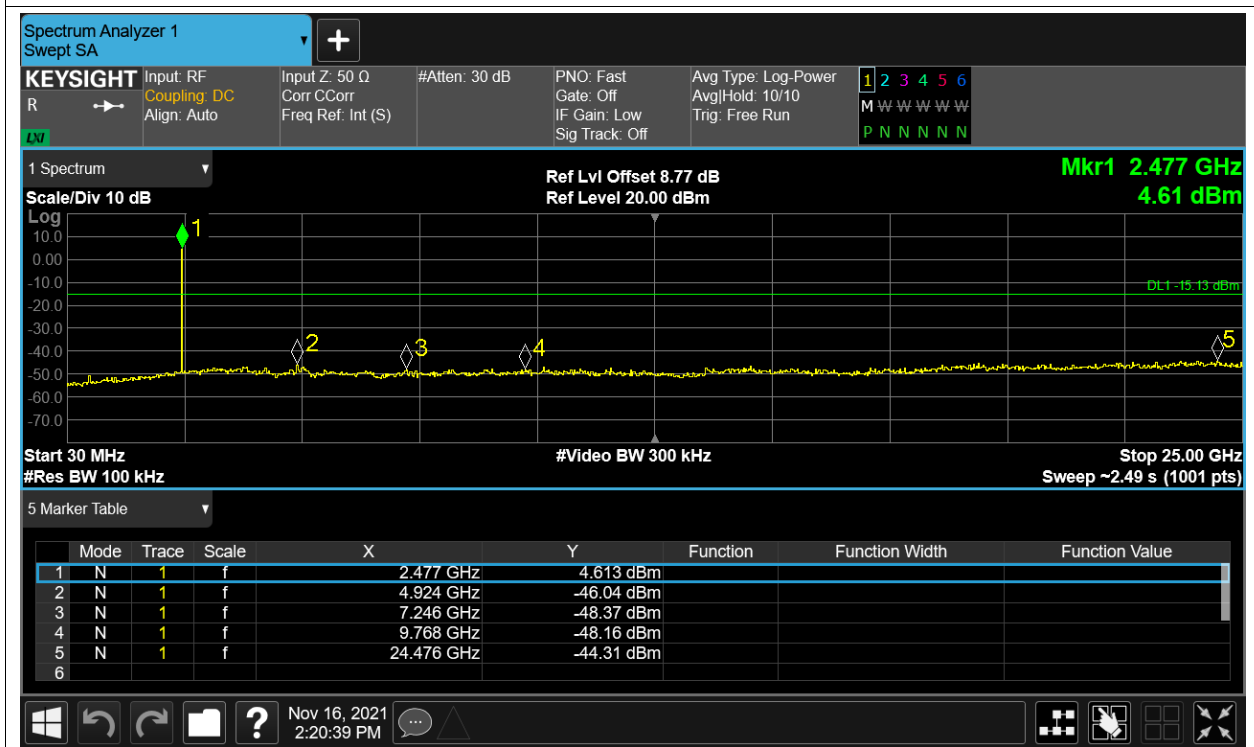 Spectrum Analyzer 1
Swept SA
+
KEYSIGHT
R
LXI
Input: RF
Coupling: DC
Align: Auto
Input Z: 50 Ω
Corr CCorr
Freq Ref: Int (S)
#Atten: 30 dB
PNO: Fast
Gate: Off
IF Gain: Low
Sig Track: Off
Avg Type: Log-Power
Avg|Hold: 10/10
Trig: Free Run
1 2 3 4 5 6
M W W W W W
P N N N N N
1 Spectrum
Scale/Div 10 dB
Ref Lvl Offset 8.77 dB
Ref Level 20.00 dBm
Mkr1 2.477 GHz
4.61 dBm
Log
10.0
0.00
-10.0
-20.0
-30.0
-40.0
-50.0
-60.0
-70.0
1
2
3
4
5
DL1 -15.13 dBm
Start 30 MHz
#Res BW 100 kHz
#Video BW 300 kHz
Stop 25.00 GHz
Sweep ~2.49 s (1001 pts)
5 Marker Table
Mode Trace Scale X Y Function Function Width Function Value
1 N 1 f 2.477 GHz 4.613 dBm
2 N 1 f 4.924 GHz -46.04 dBm
3 N 1 f 7.246 GHz -48.37 dBm
4 N 1 f 9.768 GHz -48.16 dBm
5 N 1 f 24.476 GHz -44.31 dBm
6
?
Nov 16, 2021
2:20:39 PM